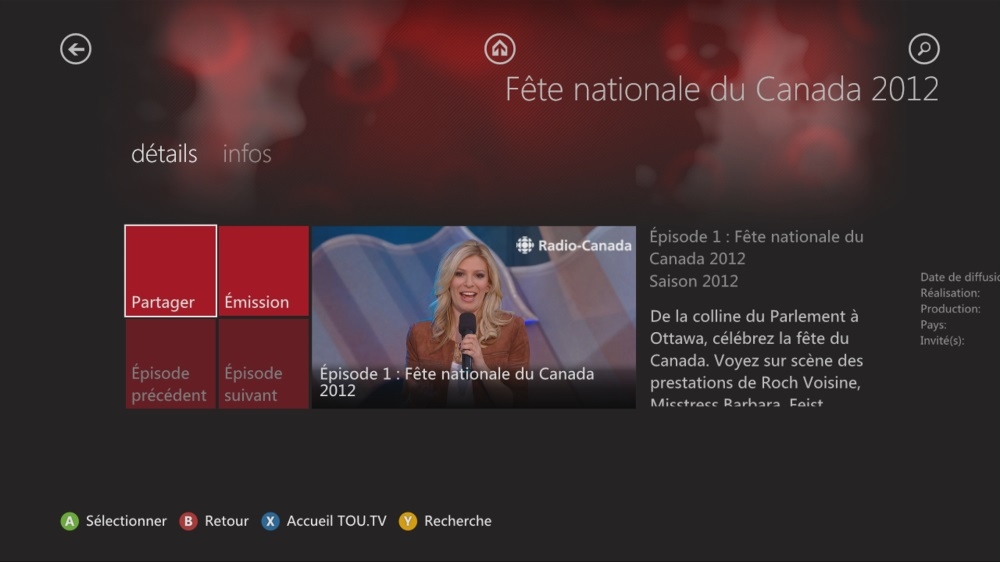 Fête nationale du Canada 2012
détails infos
Partager
Émission
Épisode
précédent
Épisode
suivant
Radio-Canada
Épisode 1 : Fête nationale du Canada
2012
Épisode 1 : Fête nationale du
Canada 2012
Saison 2012
De la colline du Parlement à
Ottawa, célébrez la fête du
Canada. Voyez sur scène des
prestations de Roch Voisine,
Misstress Barbara, Feist,
Date de diffusio
Réalisation:
Production:
Pays:
Invité(s):
A Sélectionner B Retour X Accueil TOU.TV Y Recherche